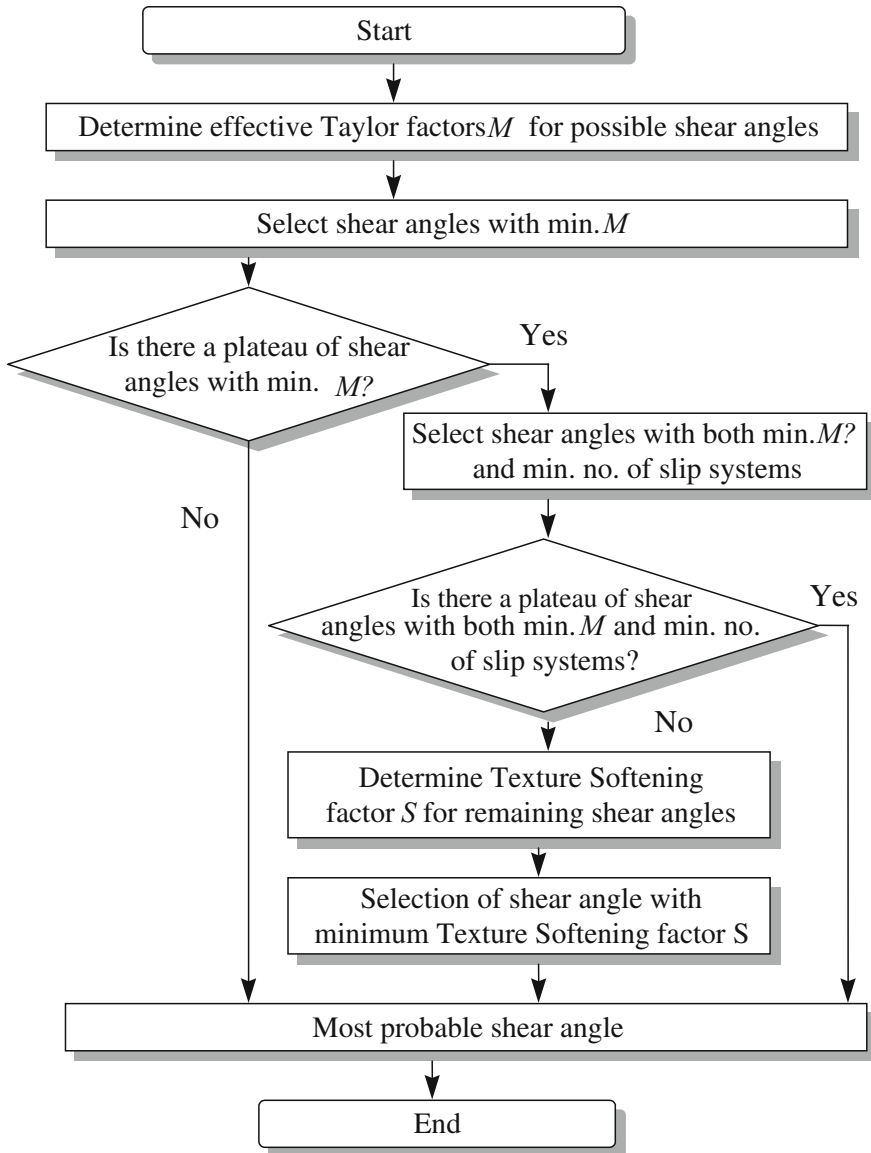 Start
Determine effective Taylor factors M for possible shear angles
Select shear angles with min. M
Is there a plateau of shear
angles with min. M?
Yes
Select shear angles with both min. M?
and min. no. of slip systems
No
Is there a plateau of shear
angles with both min. M and min. no.
of slip systems?
Yes
No
Determine Texture Softening
factor S for remaining shear angles
Selection of shear angle with
minimum Texture Softening factor S
Most probable shear angle
End